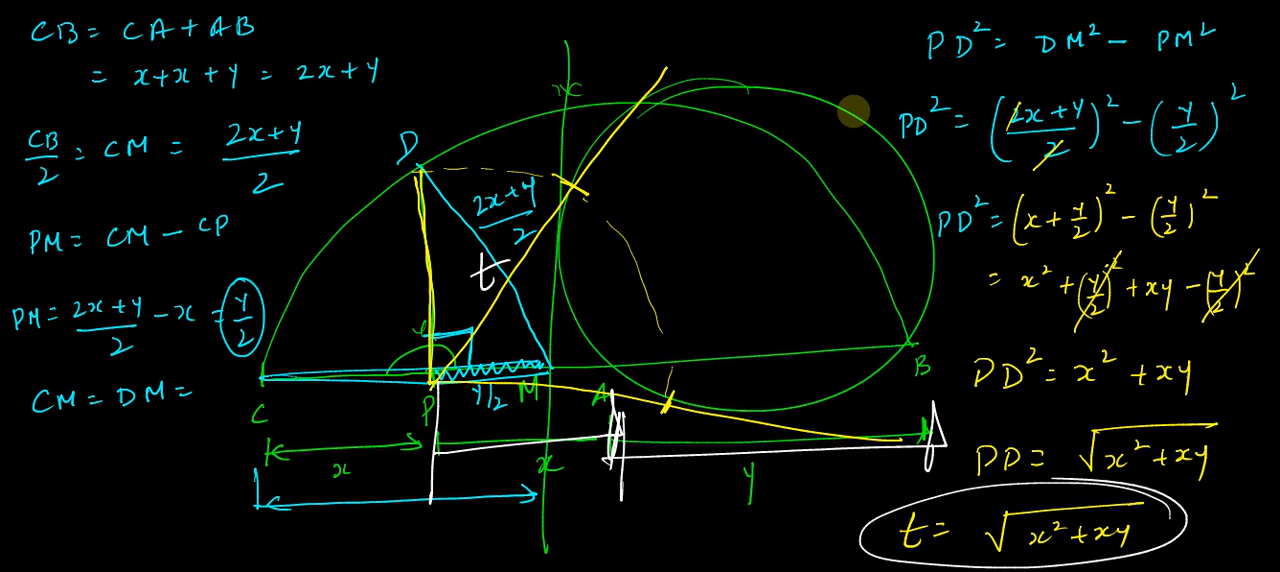 CB = CA + AB
= x+x+y = 2x+y
CB/2 = CM = (2x+y)/2
PM = CM - CP
PM = (2x+y)/2 - x = y/2
CM = DM =
D
(2x+y)/2
t
C
P
y/2
M
A
B
x
x
y
PD² = DM² - PM²
PD² = ((2x+y)/2)² - (y/2)²
PD² = (x + y/2)² - (y/2)²
= x² + (y/2)² + xy - (y/2)²
PD² = x² + xy
PD = √(x²+xy)
t = √(x²+xy)